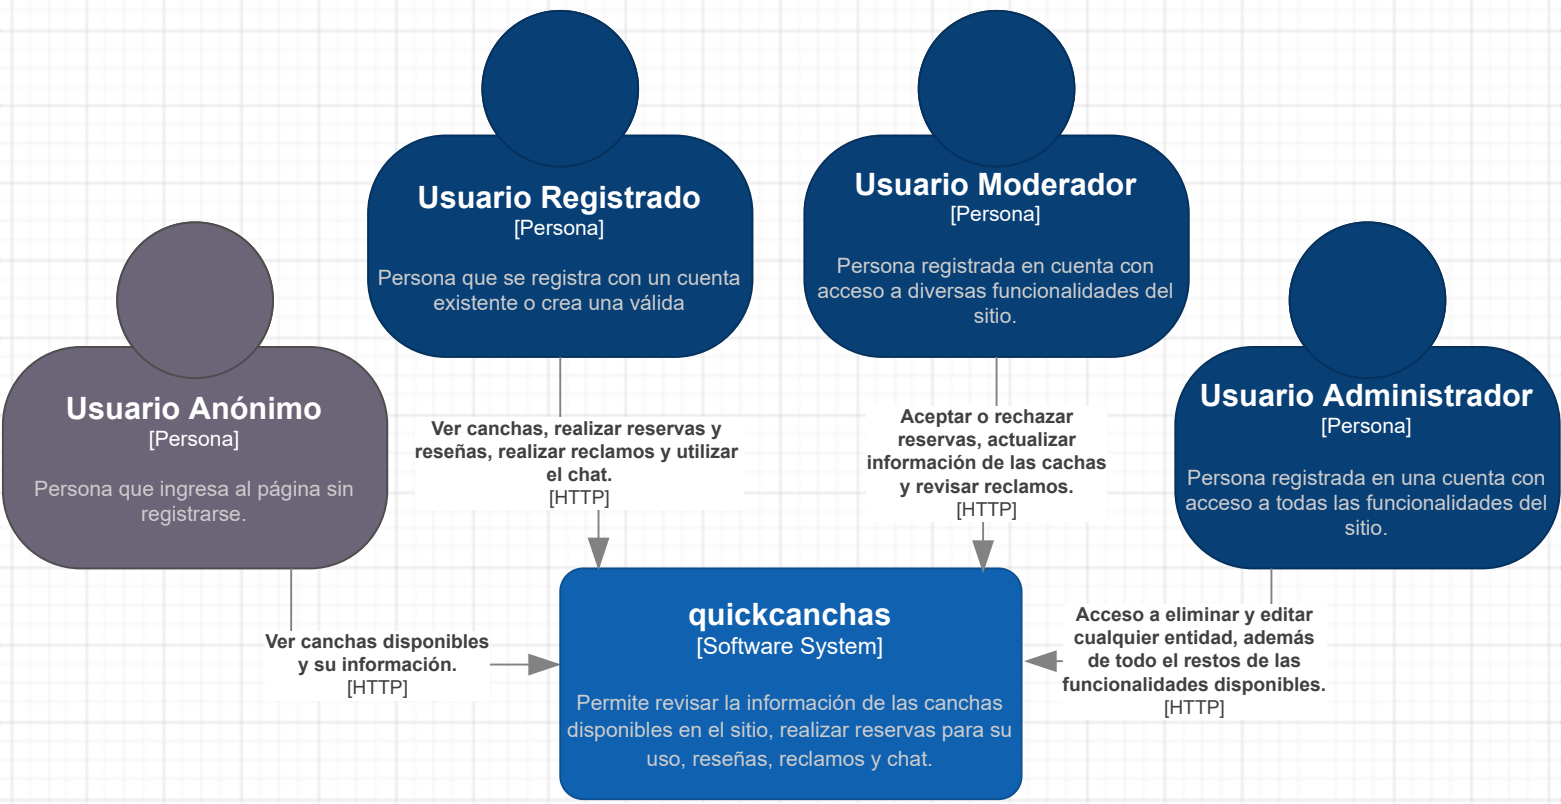 Usuario Registrado
[Persona]
Persona que se registra con un cuenta
existente o crea una válida
Usuario Moderador
[Persona]
Persona registrada en cuenta con
acceso a diversas funcionalidades del
sitio.
Usuario Anónimo
[Persona]
Persona que ingresa al página sin
registrarse.
Usuario Administrador
[Persona]
Persona registrada en una cuenta con
acceso a todas las funcionalidades del
sitio.
Ver canchas, realizar reservas y
reseñas, realizar reclamos y utilizar
el chat.
[HTTP]
Aceptar o rechazar
reservas, actualizar
información de las cachas
y revisar reclamos.
[HTTP]
Ver canchas disponibles
y su información.
[HTTP]
quickcanchas
[Software System]
Permite revisar la información de las canchas
disponibles en el sitio, realizar reservas para su
uso, reseñas, reclamos y chat.
Acceso a eliminar y editar
cualquier entidad, además
de todo el restos de las
funcionalidades disponibles.
[HTTP]